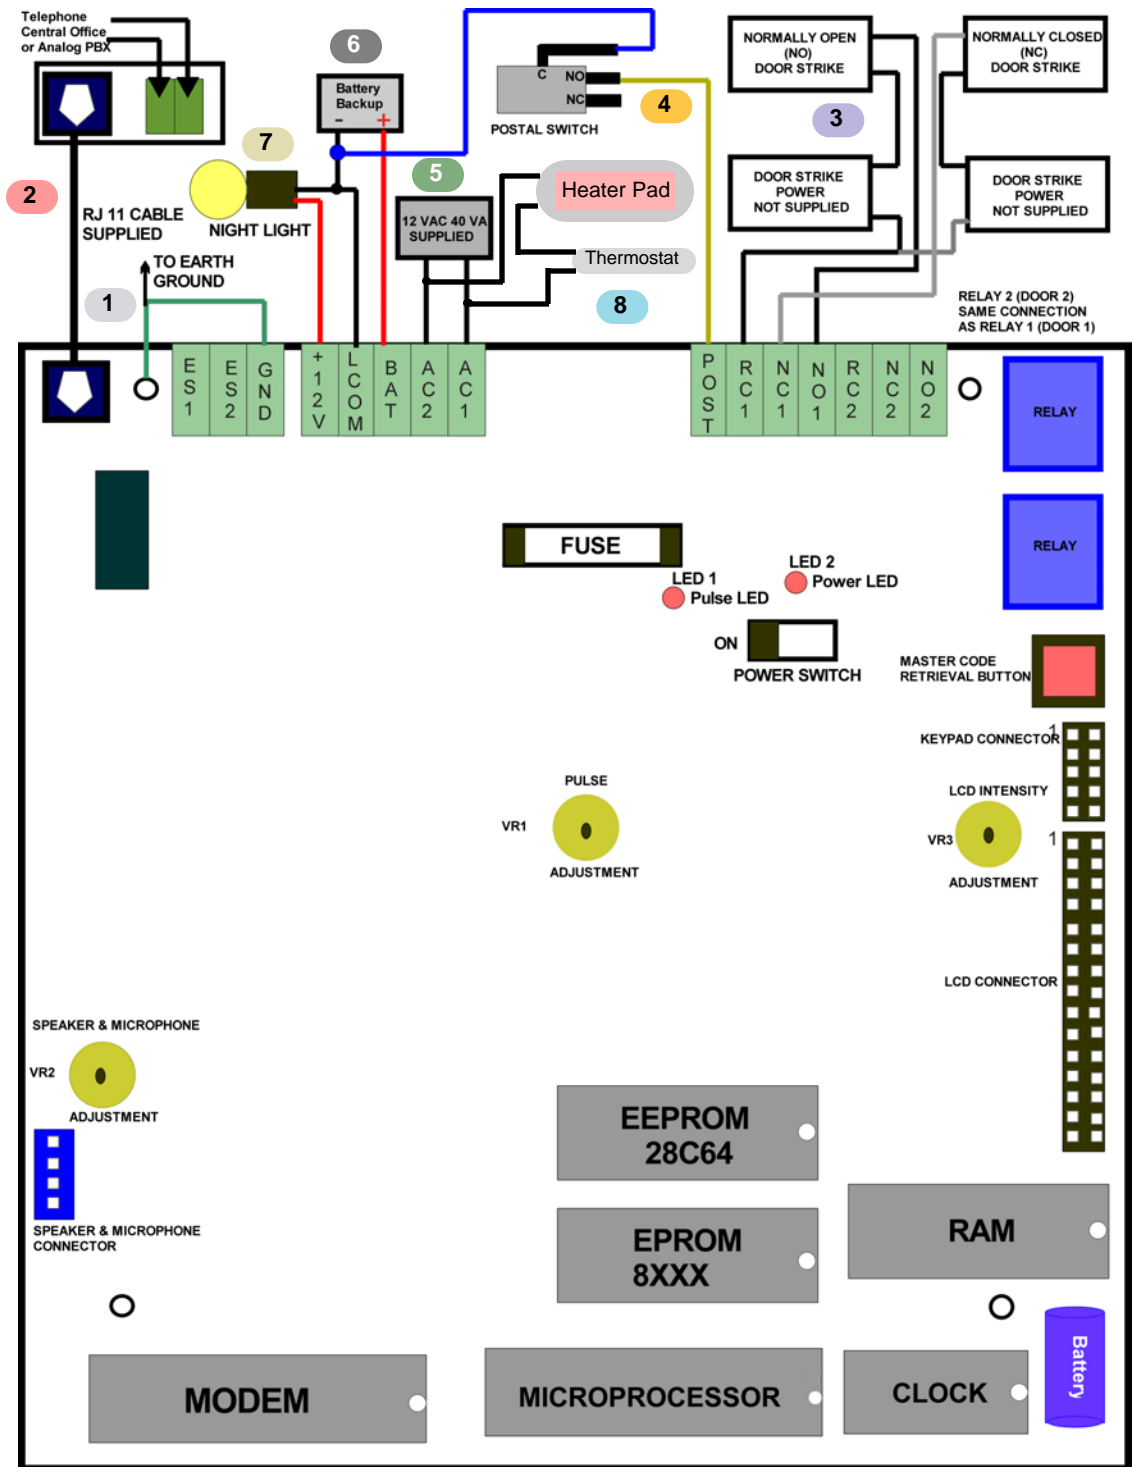 Telephone
Central Office
or Analog PBX
6
Battery
Backup
- +
C
NO
NC
POSTAL SWITCH
4
NORMALLY OPEN
(NO)
DOOR STRIKE
3
NORMALLY CLOSED
(NC)
DOOR STRIKE
7
2
RJ 11 CABLE
SUPPLIED
NIGHT LIGHT
5
12 VAC 40 VA
SUPPLIED
Heater Pad
Thermostat
8
DOOR STRIKE
POWER
NOT SUPPLIED
DOOR STRIKE
POWER
NOT SUPPLIED
TO EARTH
GROUND
1
RELAY 2 (DOOR 2)
SAME CONNECTION
AS RELAY 1 (DOOR 1)
ES1
ES2
GND
+12V
LCOM
BAT
AC2
AC1
POST
RC1
NC1
NO1
RC2
NC2
NO2
RELAY
RELAY
FUSE
LED 1
Pulse LED
LED 2
Power LED
ON
POWER SWITCH
MASTER CODE
RETRIEVAL BUTTON
KEYPAD CONNECTOR
1
PULSE
VR1
ADJUSTMENT
LCD INTENSITY
VR3
ADJUSTMENT
1
LCD CONNECTOR
SPEAKER & MICROPHONE
VR2
ADJUSTMENT
SPEAKER & MICROPHONE
CONNECTOR
EEPROM
28C64
EPROM
8XXX
RAM
MODEM
MICROPROCESSOR
CLOCK
Battery